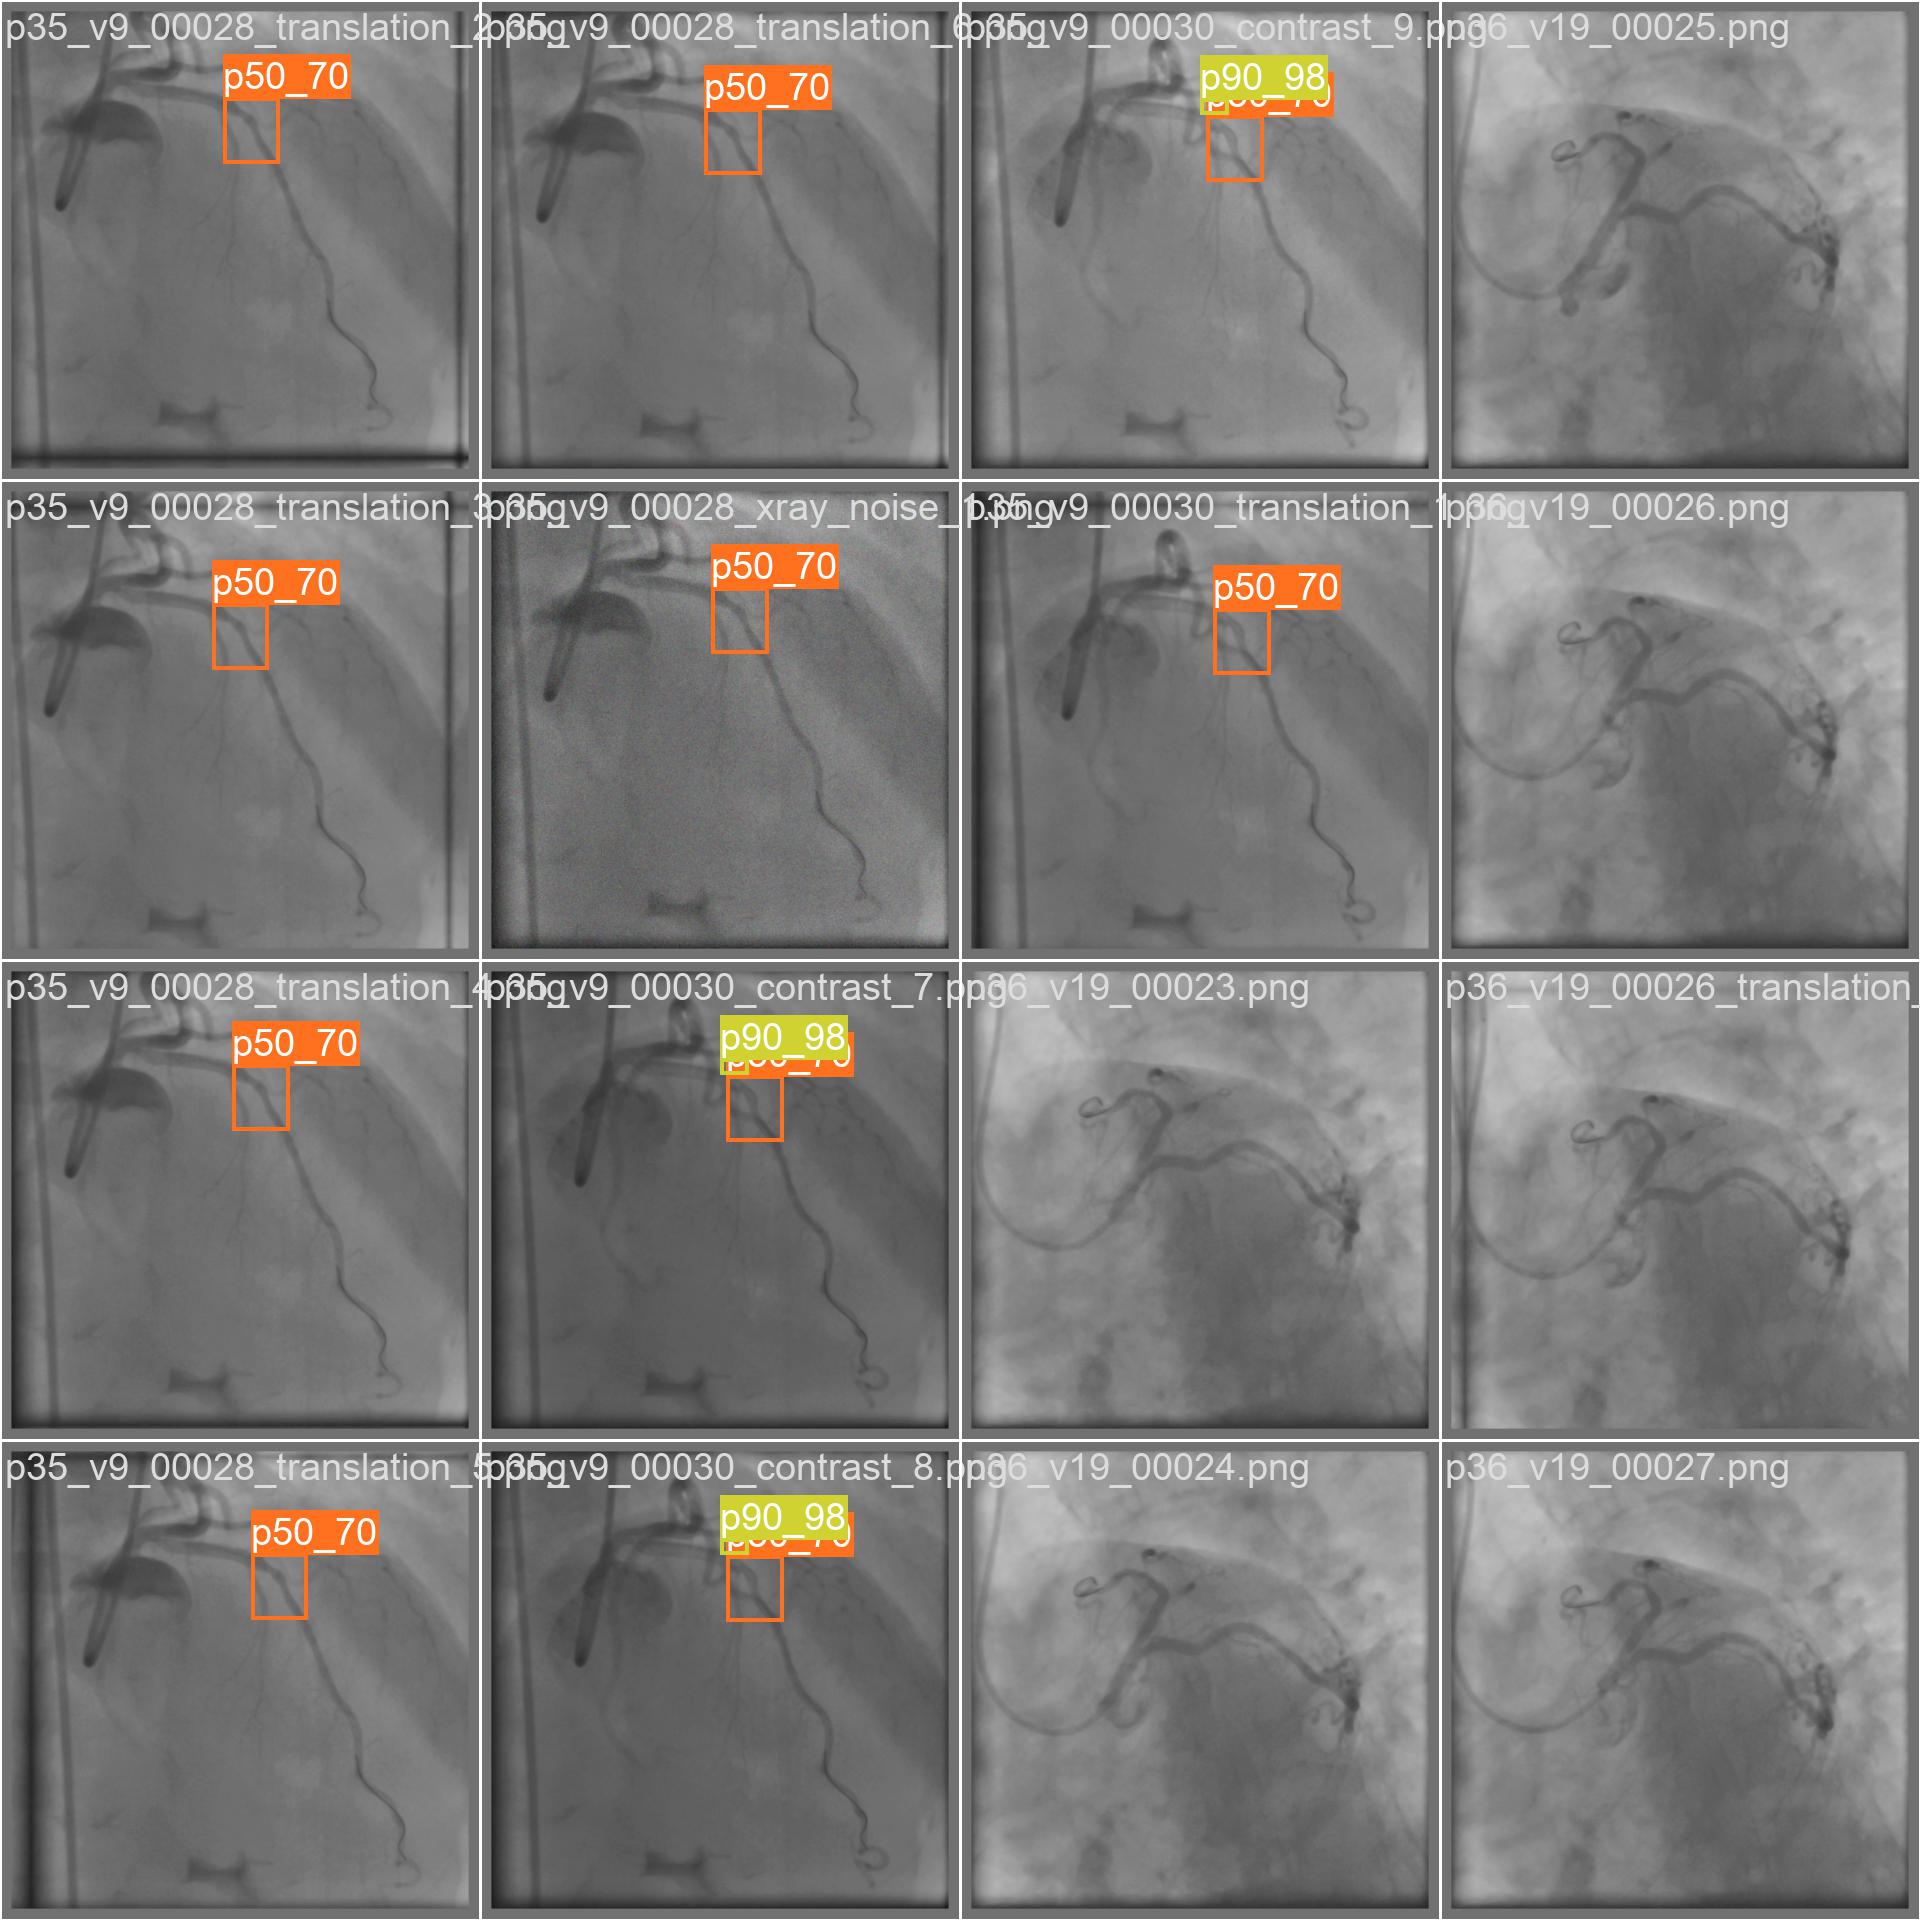 p35_v9_00028_translation_2.png
p35_v9_00028_translation_6.png
p35_v9_00030_contrast_9.png
p36_v19_00025.png
p50_70
p50_70
p90_98
p50_70
p35_v9_00028_translation_3.png
p35_v9_00028_xray_noise_1.png
p35_v9_00030_translation_1.png
p36_v19_00026.png
p50_70
p50_70
p50_70
p35_v9_00028_translation_4.png
p35_v9_00030_contrast_7.png
p36_v19_00023.png
p36_v19_00026_translation_
p50_70
p90_98
p50_70
p35_v9_00028_translation_5.png
p35_v9_00030_contrast_8.png
p36_v19_00024.png
p36_v19_00027.png
p50_70
p90_98
p50_70